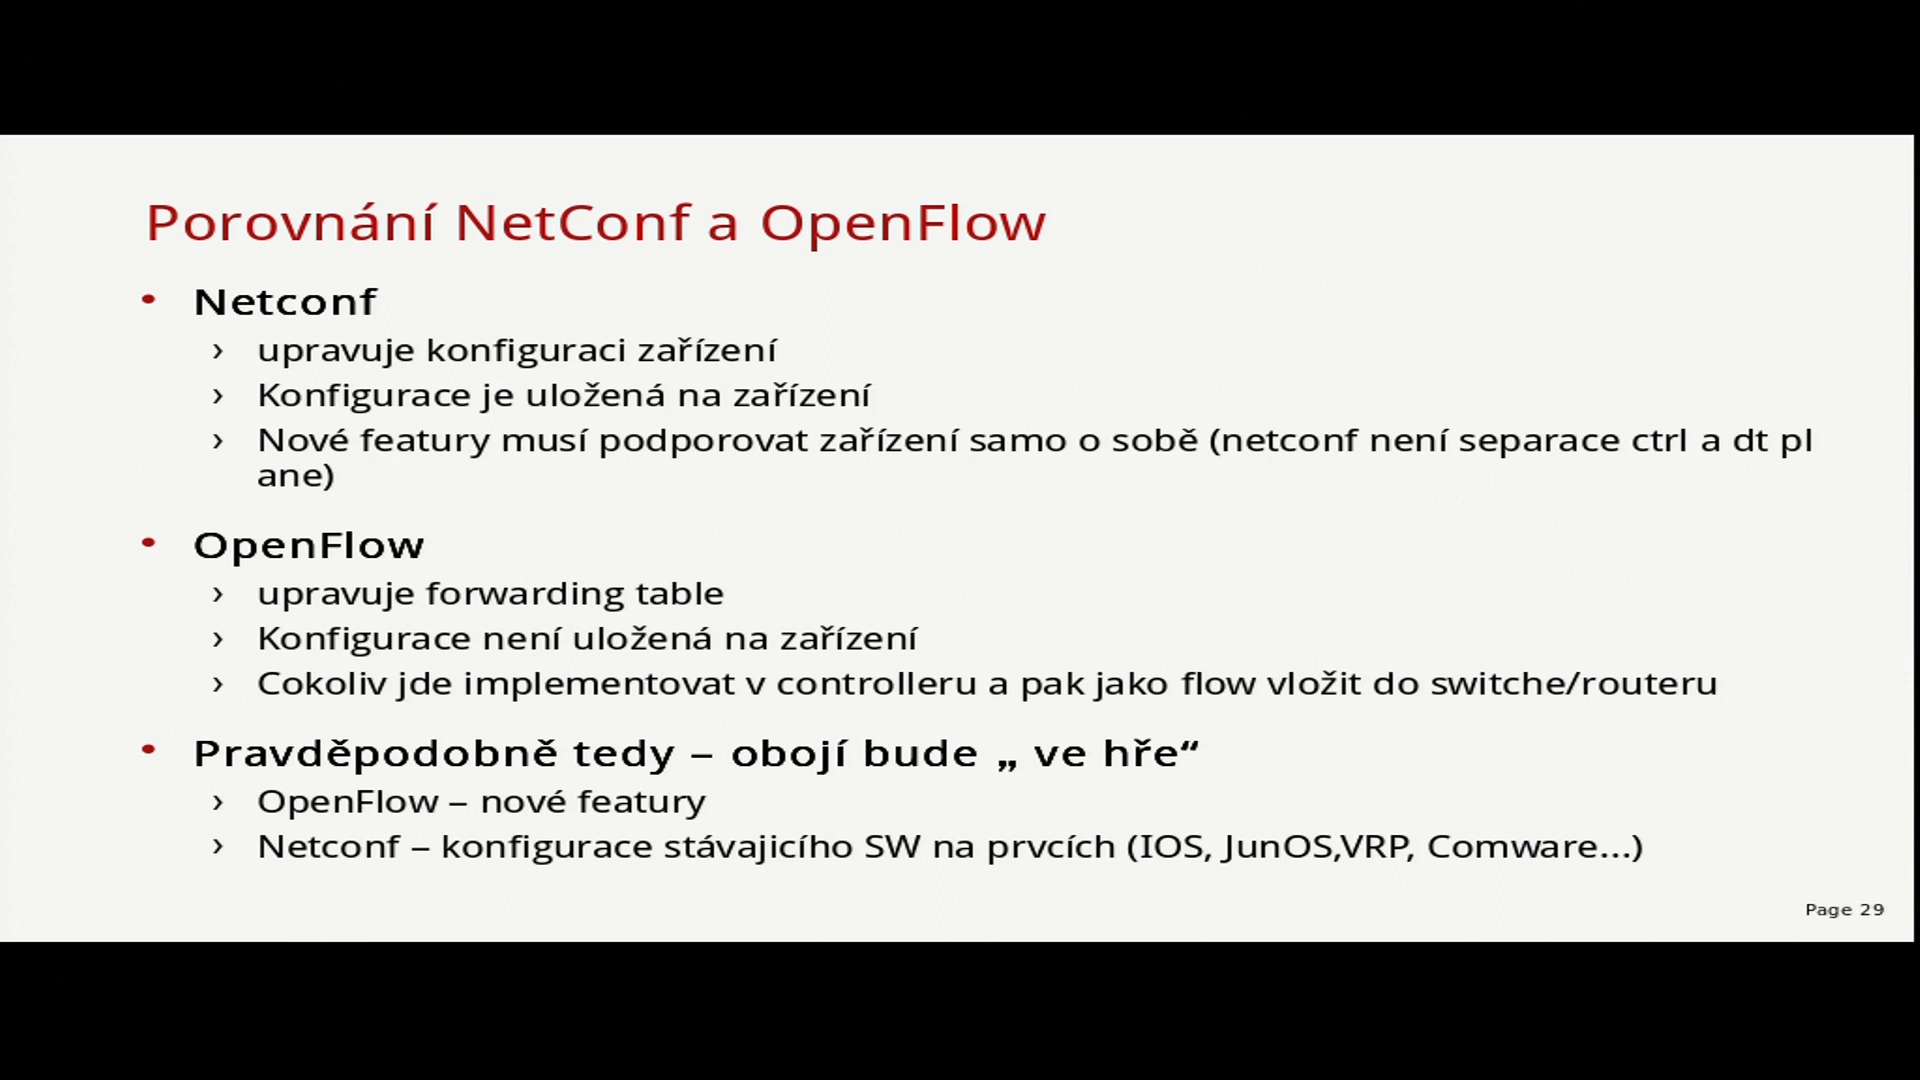 Porovnání NetConf a OpenFlow
• Netconf
› upravuje konfiguraci zařízení
› Konfigurace je uložená na zařízení
› Nové featury musí podporovat zařízení samo o sobě (netconf není separace ctrl a dt pl
ane)
• OpenFlow
› upravuje forwarding table
› Konfigurace není uložená na zařízení
› Cokoliv jde implementovat v controlleru a pak jako flow vložit do switche/routeru
• Pravděpodobně tedy – obojí bude „ ve hře“
› OpenFlow – nové featury
› Netconf – konfigurace stávajicího SW na prvcích (IOS, JunOS,VRP, Comware...)
Page 29